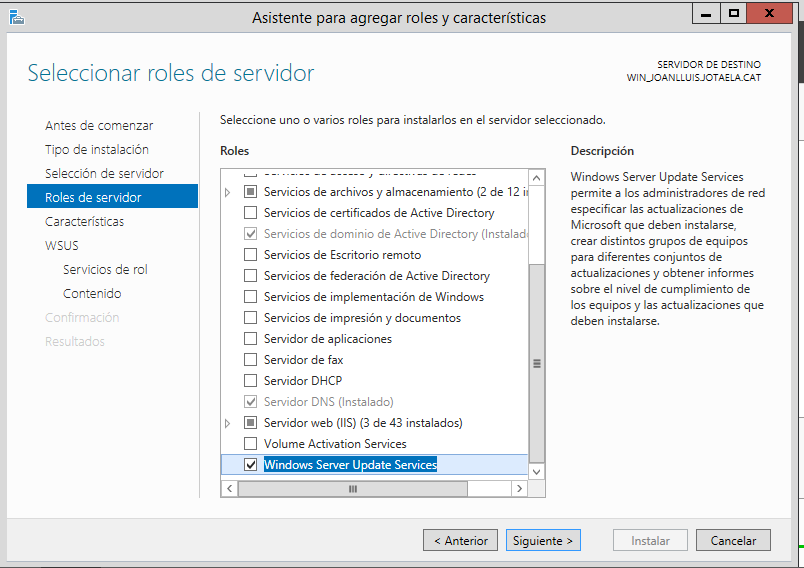 Asistente para agregar roles y características
Seleccionar roles de servidor
SERVIDOR DE DESTINO
WIN_JOANLLUIS.JOTAELA.CAT
Antes de comenzar
Tipo de instalación
Selección de servidor
Roles de servidor
Características
WSUS
Servicios de rol
Contenido
Confirmación
Resultados
Seleccione uno o varios roles para instalarlos en el servidor seleccionado.
Roles
Servicios de acceso y directivas de redes
Servicios de archivos y almacenamiento (2 de 12 in
Servicios de certificados de Active Directory
Servicios de dominio de Active Directory (Instalado
Servicios de Escritorio remoto
Servicios de federación de Active Directory
Servicios de implementación de Windows
Servicios de impresión y documentos
Servidor de aplicaciones
Servidor de fax
Servidor DHCP
Servidor DNS (Instalado)
Servidor web (IIS) (3 de 43 instalados)
Volume Activation Services
Windows Server Update Services
Descripción
Windows Server Update Services
permite a los administradores de red
especificar las actualizaciones de
Microsoft que deben instalarse,
crear distintos grupos de equipos
para diferentes conjuntos de
actualizaciones y obtener informes
sobre el nivel de cumplimiento de
los equipos y las actualizaciones que
deben instalarse.
< Anterior
Siguiente >
Instalar
Cancelar